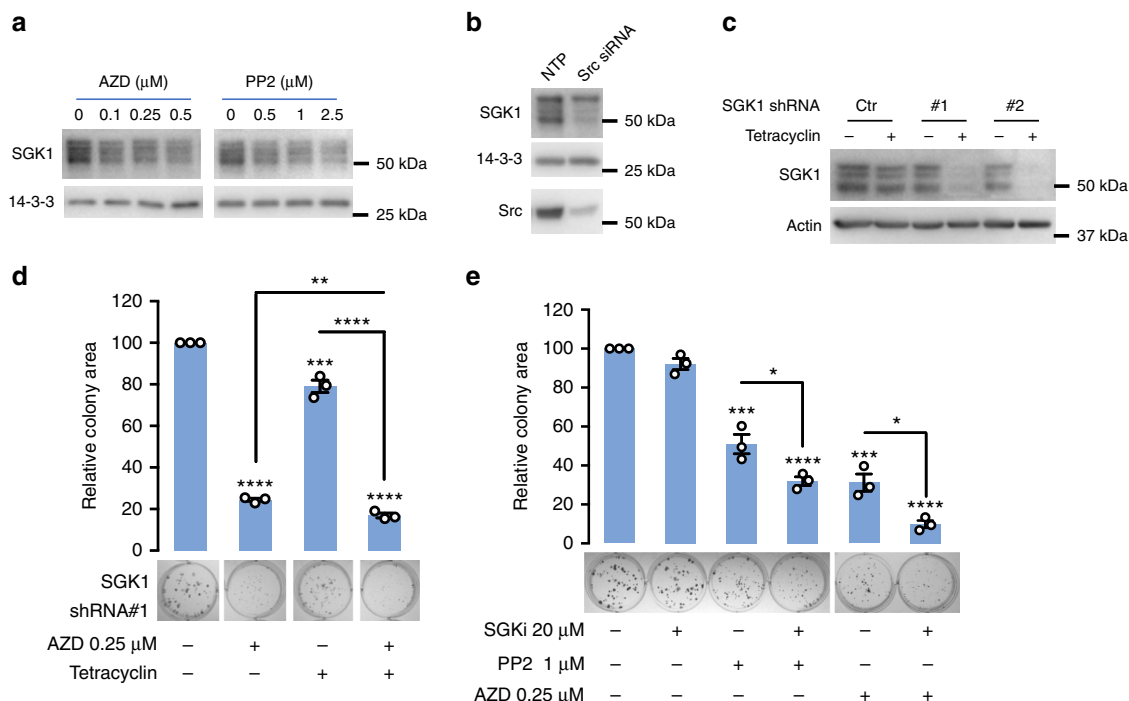 a
AZD (μM) PP2 (μM)
0 0.1 0.25 0.5 0 0.5 1 2.5
SGK1
50 kDa
14-3-3
25 kDa
b
NTP Src siRNA
SGK1
50 kDa
14-3-3
25 kDa
Src
50 kDa
c
SGK1 shRNA Ctr #1 #2
Tetracyclin – + – + – +
SGK1
50 kDa
Actin
37 kDa
d
Relative colony area
120
100
80
60
40
20
0
**
****
***
****
****
SGK1
shRNA#1
AZD 0.25 μM – + – +
Tetracyclin – – + +
e
Relative colony area
120
100
80
60
40
20
0
*
***
****
*
***
****
SGKi 20 μM – + – + – +
PP2 1 μM – – + + – –
AZD 0.25 μM – – – – + +